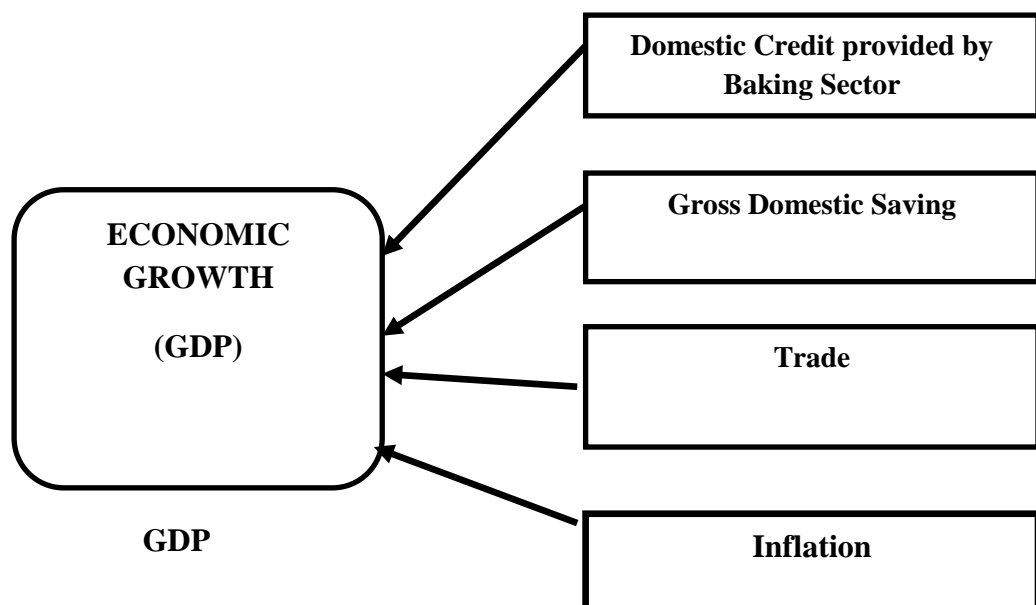 Domestic Credit provided by
Baking Sector
Gross Domestic Saving
ECONOMIC
GROWTH
(GDP)
Trade
GDP
Inflation